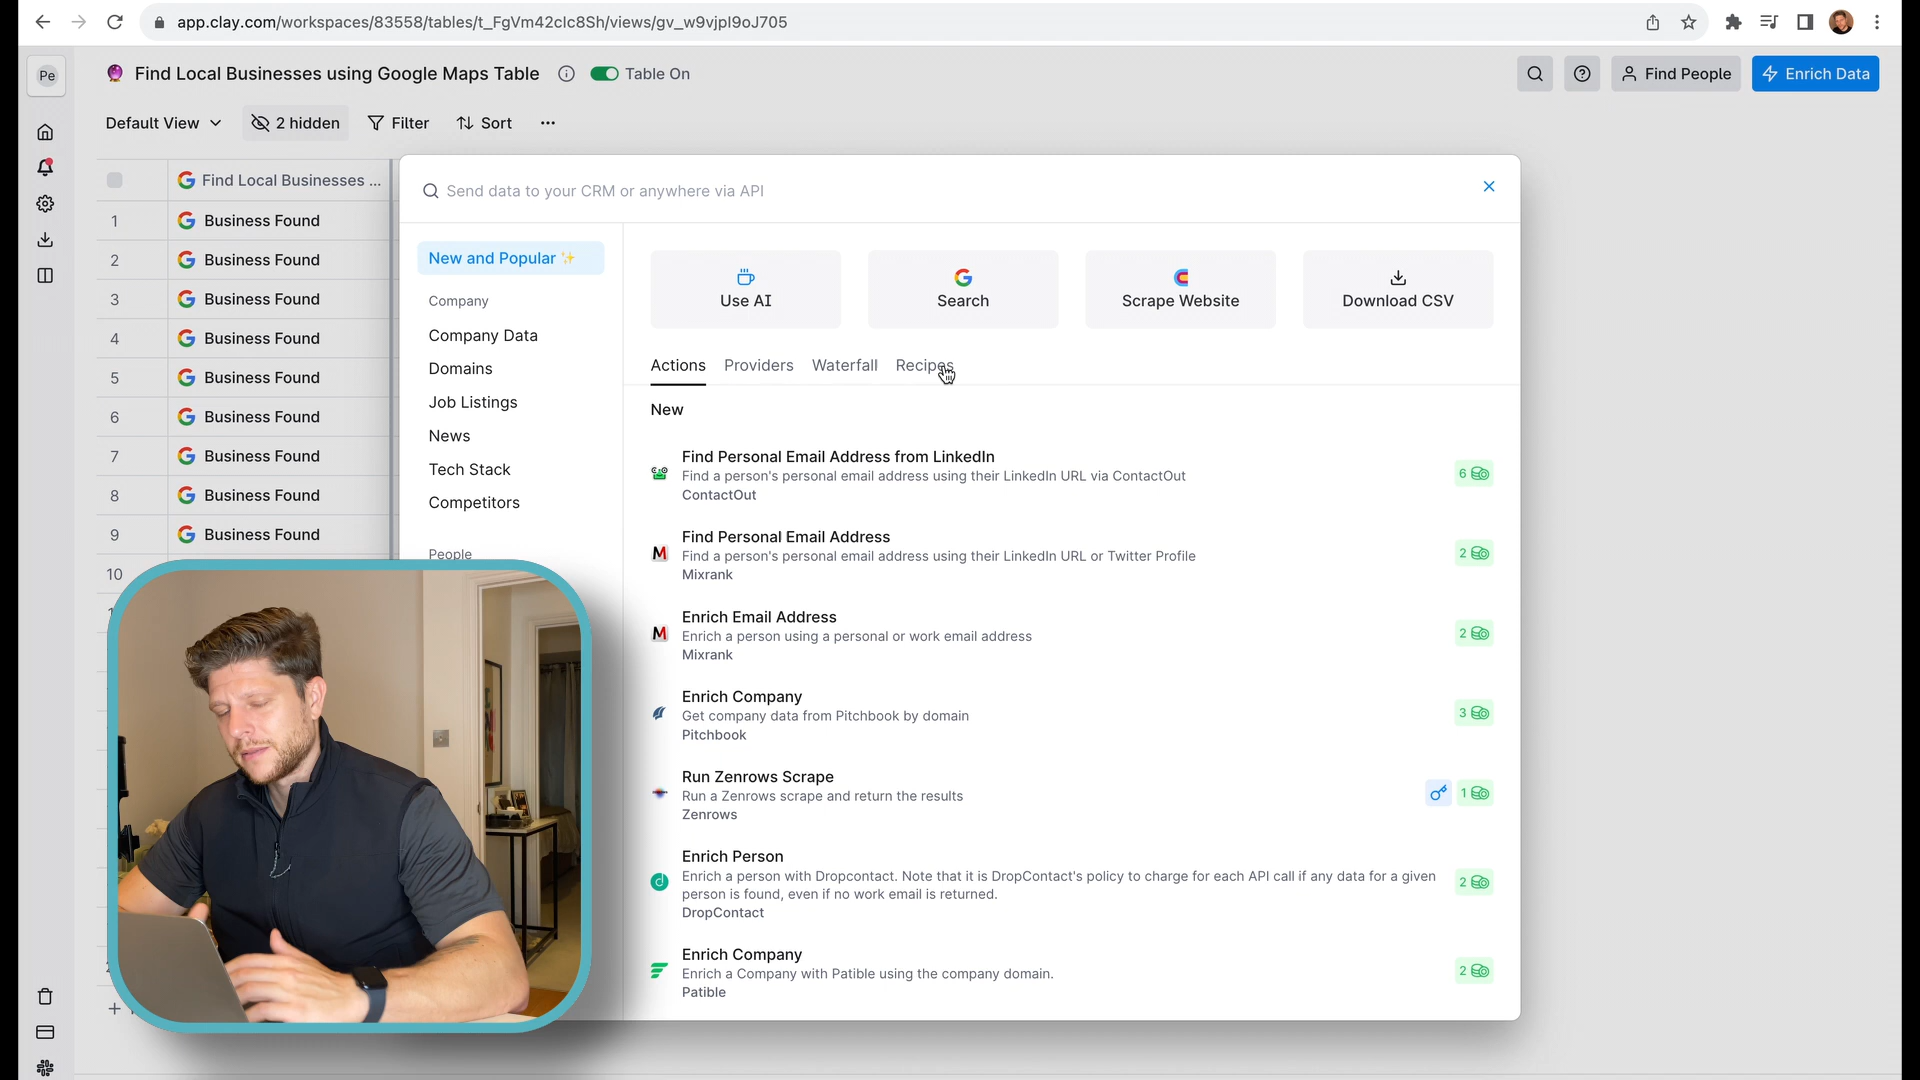 app.clay.com/workspaces/83558/tables/t_FgVm42cIc8Sh/views/gv_w9vjpI9oJ705
Pe
Find Local Businesses using Google Maps Table
Table On
Find People
Enrich Data
Default View
2 hidden
Filter
Sort
Find Local Businesses ...
1 Business Found
2 Business Found
3 Business Found
4 Business Found
5 Business Found
6 Business Found
7 Business Found
8 Business Found
9 Business Found
10
Send data to your CRM or anywhere via API
New and Popular
Company
Company Data
Domains
Job Listings
News
Tech Stack
Competitors
People
Use AI
Search
Scrape Website
Download CSV
Actions
Providers
Waterfall
Recipes
New
Find Personal Email Address from LinkedIn
Find a person's personal email address using their LinkedIn URL via ContactOut
ContactOut
6
Find Personal Email Address
Find a person's personal email address using their LinkedIn URL or Twitter Profile
Mixrank
2
Enrich Email Address
Enrich a person using a personal or work email address
Mixrank
2
Enrich Company
Get company data from Pitchbook by domain
Pitchbook
3
Run Zenrows Scrape
Run a Zenrows scrape and return the results
Zenrows
1
Enrich Person
Enrich a person with Dropcontact. Note that it is DropContact's policy to charge for each API call if any data for a given
person is found, even if no work email is returned.
DropContact
2
Enrich Company
Enrich a Company with Patible using the company domain.
Patible
2